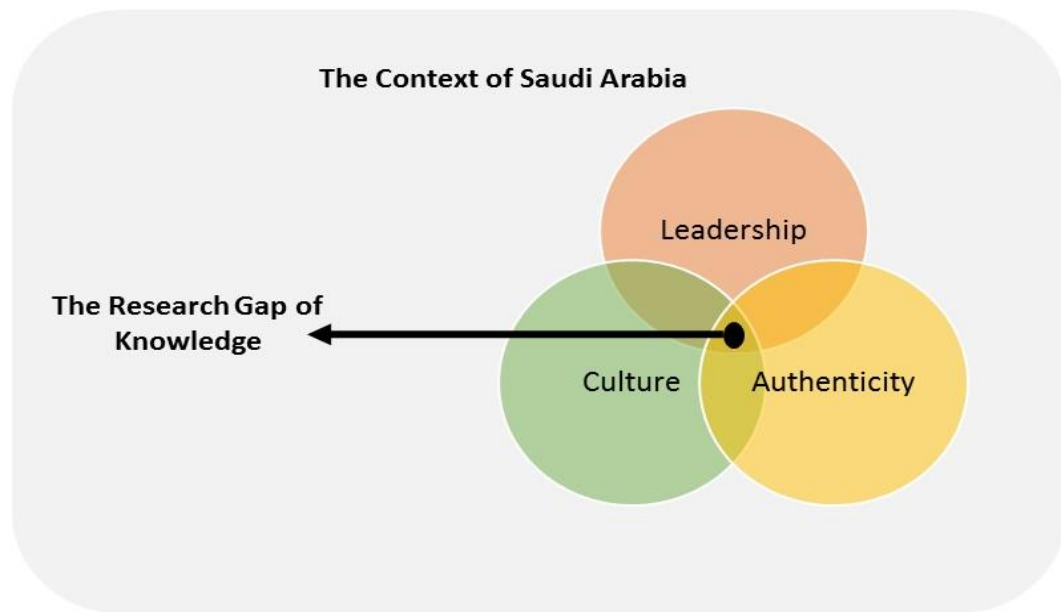 The Context of Saudi Arabia
Leadership
The Research Gap of
Knowledge
Culture
Authenticity